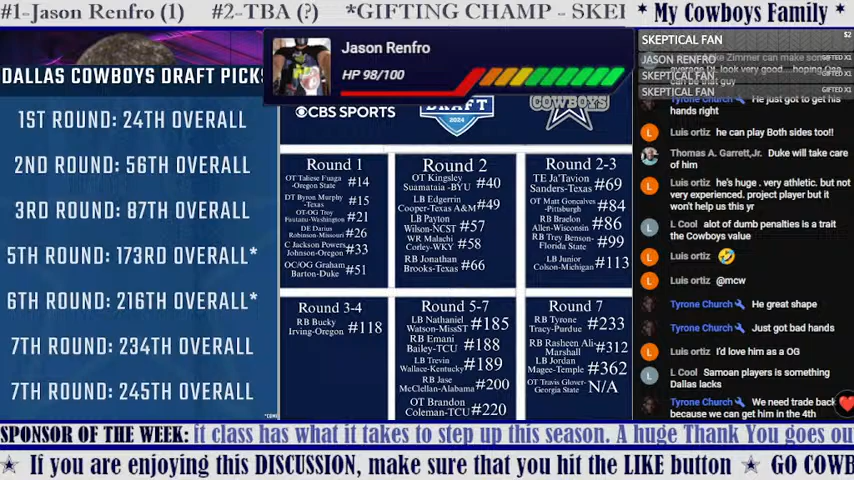 #1-Jason Renfro (1) #2-TBA (?) *GIFTING CHAMP - SKEI
* My Cowboys Family *
DALLAS COWBOYS DRAFT PICKS
1ST ROUND: 24TH OVERALL
2ND ROUND: 56TH OVERALL
3RD ROUND: 87TH OVERALL
5TH ROUND: 173RD OVERALL*
6TH ROUND: 216TH OVERALL*
7TH ROUND: 234TH OVERALL
7TH ROUND: 245TH OVERALL
Jason Renfro
HP 98/100
CBS SPORTS
DRAFT
2024
COWBOYS
Round 1
OT Taliese Fuaga
-Oregon State #14
DT Byron Murphy
-Texas #15
OT-OG Troy
Fautanu-Washington #21
DE Darius
Robinson-Missouri #26
C Jackson Powers
Johnson-Oregon #33
OC/OG Graham
Barton-Duke #51
Round 2
OT Kingsley
Suamataia -BYU #40
LB Edgerrin
Cooper-Texas A&M #49
LB Payton
Wilson-NCST #57
WR Malachi
Corley-WKY #58
RB Jonathan
Brooks-Texas #66
Round 2-3
TE Ja'Tavion
Sanders-Texas #69
OT Matt Goncalves
-Pittsburgh #84
RB Braelon
Allen-Wisconsin #86
RB Trey Benson-
Florida State #99
LB Junior
Colson-Michigan #113
Round 3-4
RB Bucky
Irving-Oregon #118
Round 5-7
LB Nathaniel
Watson-MissST #185
RB Emani
Bailey-TCU #188
LB Trevin
Wallace-Kentucky #189
RB Jase
McClellan-Alabama #200
OT Brandon
Coleman-TCU #220
Round 7
RB Tyrone
Tracy-Purdue #233
RB Rasheen Ali-
Marshall #312
LB Jordan
Magee-Temple #362
OT Travis Glover-
Georgia State N/A
SKEPTICAL FAN $2
JASON RENFRO GIFTED X1
SKEPTICAL FAN GIFTED X1
SKEPTICAL FAN GIFTED X1
Tyrone Church He just got to get his
hands right
Luis ortiz he can play Both sides too!!
Thomas A. Garrett,Jr. Duke will take care
of him
Luis ortiz he's huge . very athletic. but not
very experienced. project player but it
won't help us this yr
L Cool alot of dumb penalties is a trait
the Cowboys value
Luis ortiz 🤣
Luis ortiz @mcw
Tyrone Church He great shape
Tyrone Church Just got bad hands
Luis ortiz I'd love him as a OG
L Cool Samoan players is something
Dallas lacks
Tyrone Church We need trade back
because we can get him in the 4th
SPONSOR OF THE WEEK: it class has what it takes to step up this season. A huge Thank You goes ou
If you are enjoying this DISCUSSION, make sure that you hit the LIKE button GO COWB